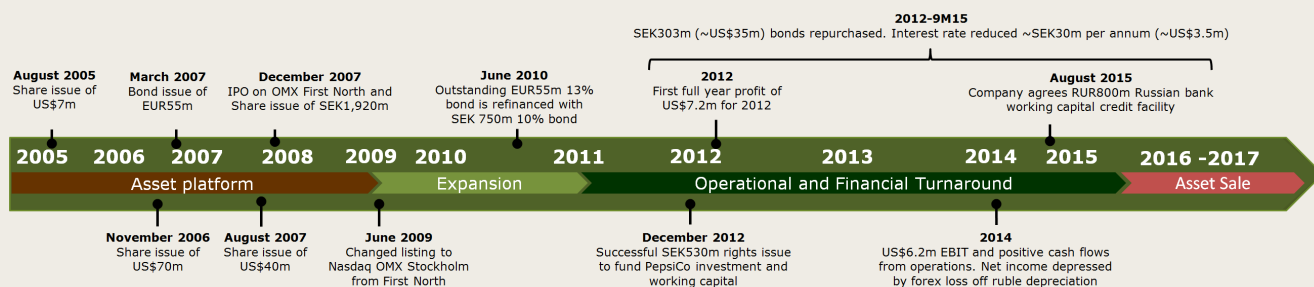 2012-9M15
SEK303m (~US$35m) bonds repurchased. Interest rate reduced ~SEK30m per annum (~US$3.5m)
August 2005
Share issue of
US$7m
March 2007
Bond issue of
EUR55m
December 2007
IPO on OMX First North and
Share issue of SEK1,920m
June 2010
Outstanding EUR55m 13%
bond is refinanced with
SEK 750m 10% bond
2012
First full year profit of
US$7.2m for 2012
August 2015
Company agrees RUR800m Russian bank
working capital credit facility
2005 2006 2007 2008 2009 2010 2011 2012 2013 2014 2015 2016 -2017
Asset platform Expansion Operational and Financial Turnaround Asset Sale
November 2006
Share issue of
US$70m
August 2007
Share issue of
US$40m
June 2009
Changed listing to
Nasdaq OMX Stockholm
from First North
December 2012
Successful SEK530m rights issue
to fund PepsiCo investment and
working capital
2014
US$6.2m EBIT and positive cash flows
from operations. Net income depressed
by forex loss off ruble depreciation